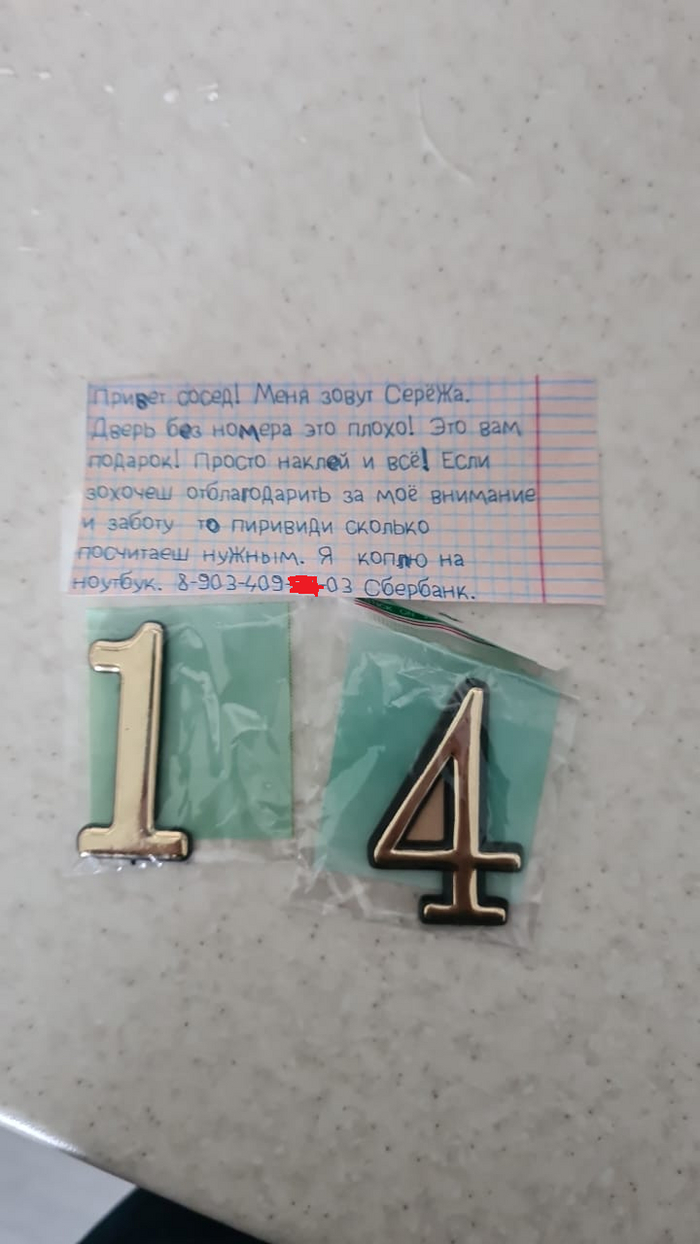 Привет сосед! Меня зовут Серёжа.
Дверь без номера это плохо! Это вам
подарок! Просто наклей и всё! Если
зохочеш отблагодарить за моё внимание
и заботу то пиривиди сколько
посчитаеш нужным. Я коплю на
ноутбук. 8-903-409- -03 Сбербанк.
1 4